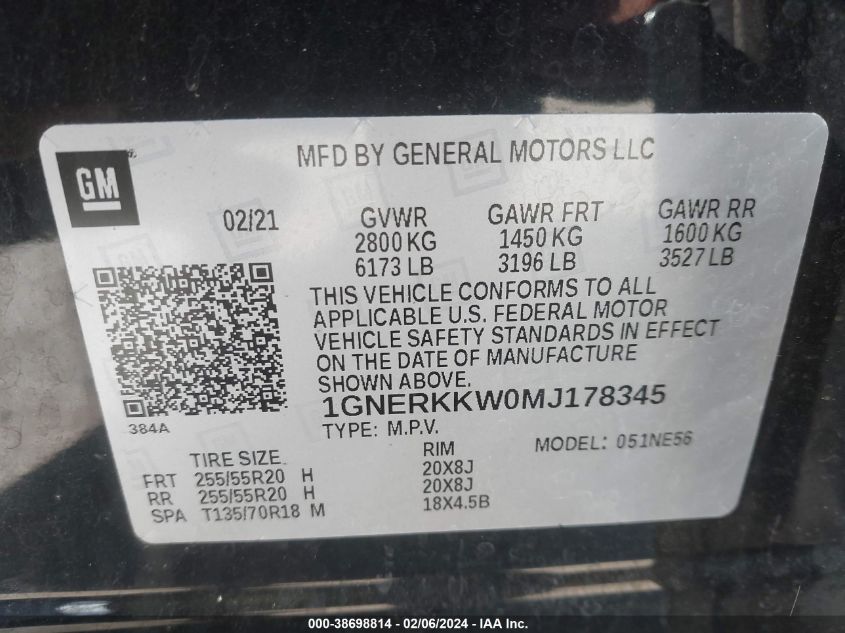 MFD BY GENERAL MOTORS LLC
GM ®
02/21 GVWR GAWR FRT GAWR RR
2800 KG 1450 KG 1600 KG
6173 LB 3196 LB 3527 LB
THIS VEHICLE CONFORMS TO ALL
APPLICABLE U.S. FEDERAL MOTOR
VEHICLE SAFETY STANDARDS IN EFFECT
ON THE DATE OF MANUFACTURE
SHOWN ABOVE.
1GNERKKW0MJ178345
384A
TYPE: M.P.V.
MODEL: 051NE56
TIRE SIZE RIM
FRT 255/55R20 H 20X8J
RR 255/55R20 H 20X8J
SPA T135/70R18 M 18X4.5B
000-38698814 - 02/06/2024 - IAA Inc.